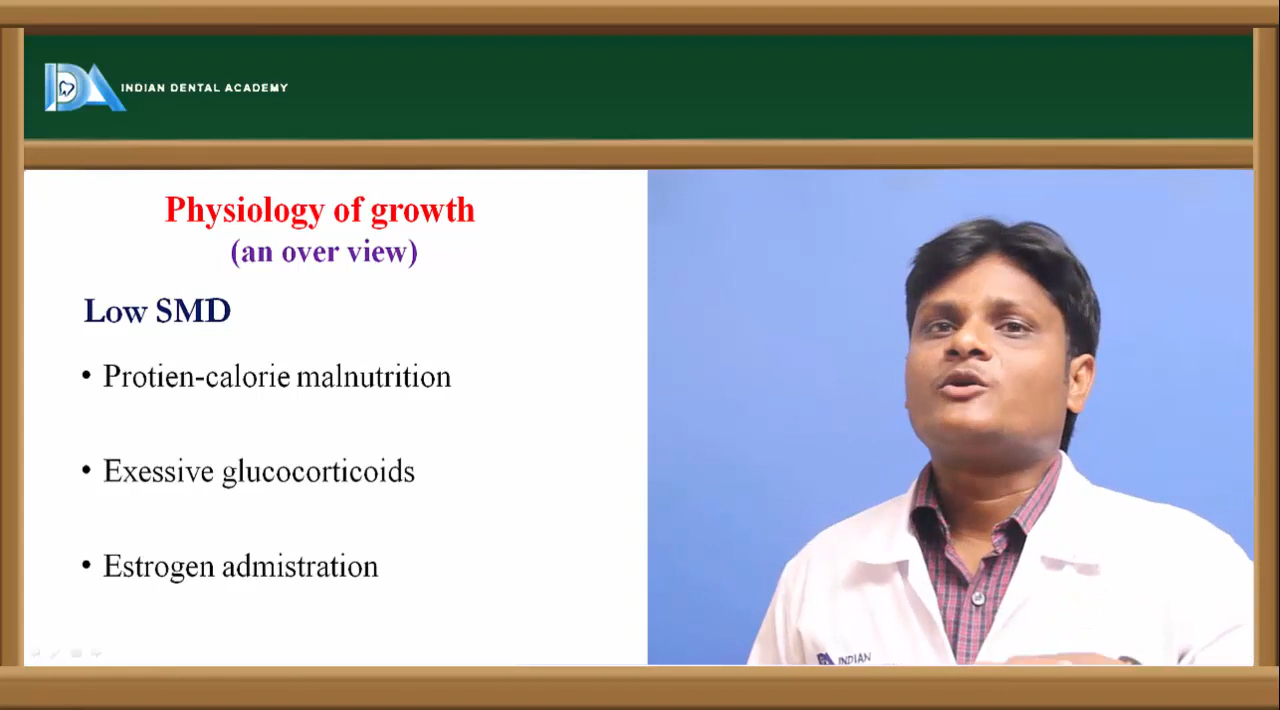 INDIAN DENTAL ACADEMY
Physiology of growth
(an over view)
Low SMD
• Protien-calorie malnutrition
• Exessive glucocorticoids
• Estrogen admistration
INDIAN